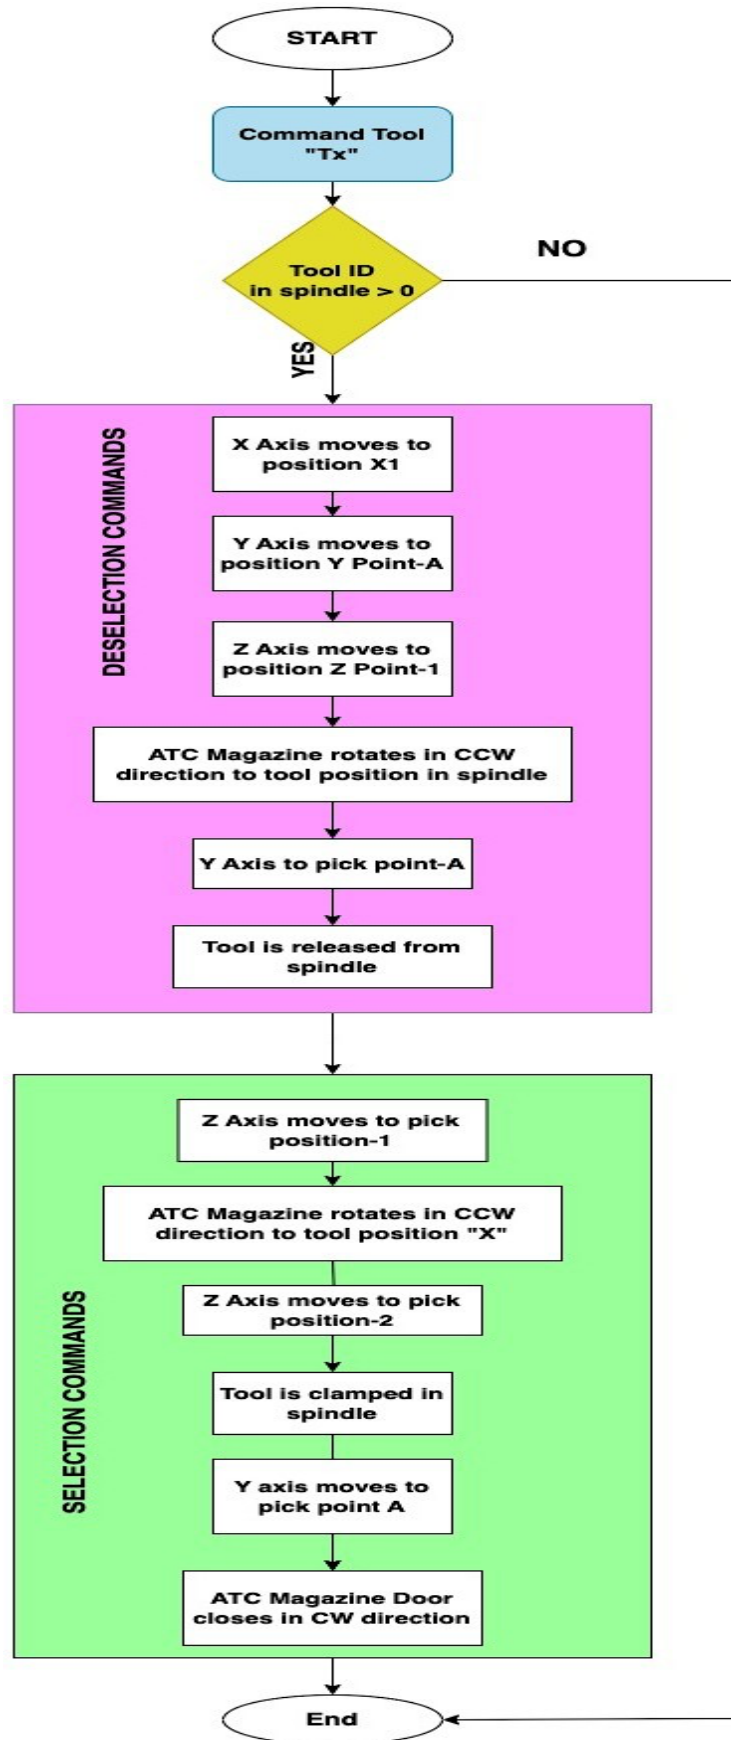 START
Command Tool
"Tx"
Tool ID
in spindle > 0
NO
YES
DESELECTION COMMANDS
X Axis moves to
position X1
Y Axis moves to
position Y Point-A
Z Axis moves to
position Z Point-1
ATC Magazine rotates in CCW
direction to tool position in spindle
Y Axis to pick point-A
Tool is released from
spindle
SELECTION COMMANDS
Z Axis moves to pick
position-1
ATC Magazine rotates in CCW
direction to tool position "X"
Z Axis moves to pick
position-2
Tool is clamped in
spindle
Y axis moves to
pick point A
ATC Magazine Door
closes in CW direction
End